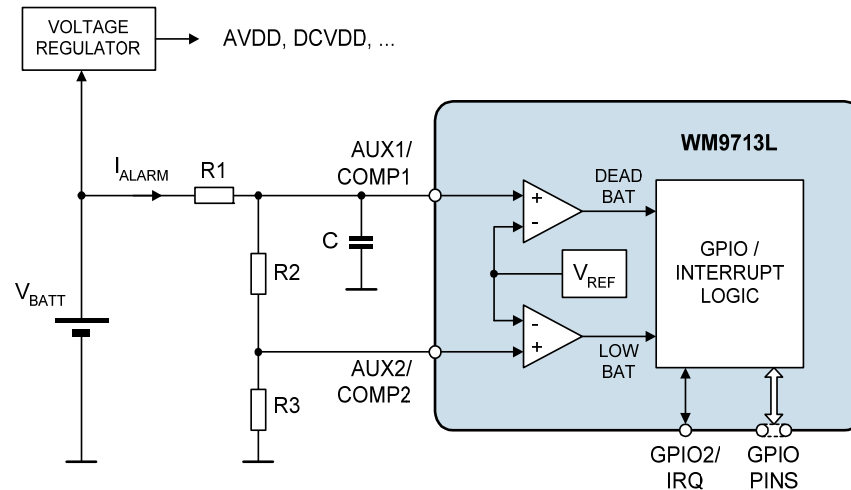 VOLTAGE
REGULATOR
AVDD, DCVDD, ...
I_ALARM
R1
AUX1/
COMP1
WM9713L
DEAD
BAT
+
-
C
R2
V_REF
GPIO /
INTERRUPT
LOGIC
V_BATT
-
+
LOW
BAT
AUX2/
COMP2
R3
GPIO2/
IRQ
GPIO
PINS